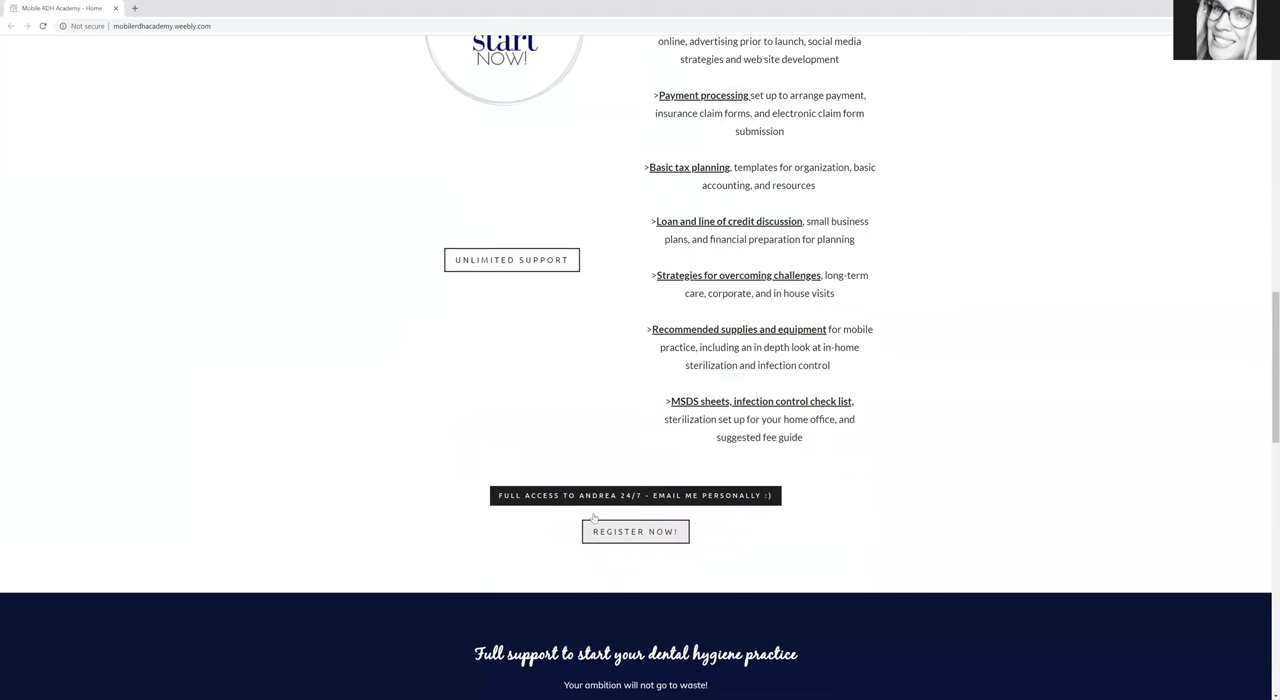 Mobile RDH Academy - Home
Not secure | mobilerdhacademy.weebly.com
start
NOW!
UNLIMITED SUPPORT
online, advertising prior to launch, social media
strategies and web site development
>Payment processing set up to arrange payment,
insurance claim forms, and electronic claim form
submission
>Basic tax planning, templates for organization, basic
accounting, and resources
>Loan and line of credit discussion, small business
plans, and financial preparation for planning
>Strategies for overcoming challenges, long-term
care, corporate, and in house visits
>Recommended supplies and equipment for mobile
practice, including an in depth look at in-home
sterilization and infection control
>MSDS sheets, infection control check list,
sterilization set up for your home office, and
suggested fee guide
FULL ACCESS TO ANDREA 24/7 - EMAIL ME PERSONALLY :)
REGISTER NOW!
Full support to start your dental hygiene practice
Your ambition will not go to waste!